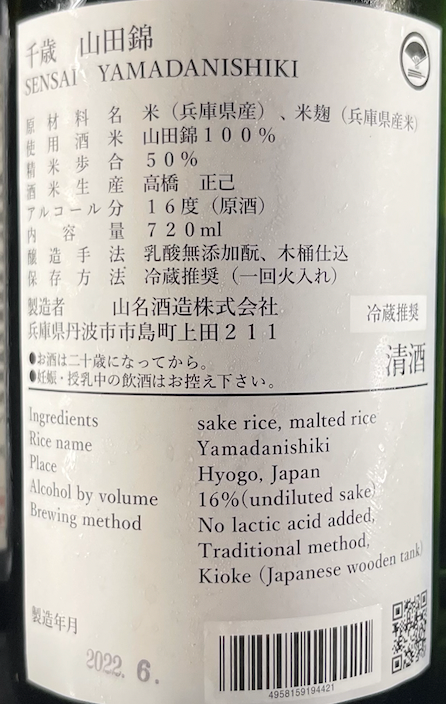 千歳 山田錦
SENSAI YAMADANISHIKI
原材料名 米（兵庫県産）、米麹（兵庫県産米）
使用酒米 山田錦１００％
精米歩合 ５０％
酒米生産 高橋 正己
アルコール分 １６度（原酒）
内容量 ７２０ml
醸造手法 乳酸無添加酛、木桶仕込
保存方法 冷蔵推奨（一回火入れ）
製造者 山名酒造株式会社
兵庫県丹波市市島町上田２１１
冷蔵推奨
●お酒は二十歳になってから。
●妊娠・授乳中の飲酒はお控え下さい。
清酒
Ingredients sake rice, malted rice
Rice name Yamadanishiki
Place Hyogo, Japan
Alcohol by volume 16%(undiluted sake)
Brewing method No lactic acid added,
Traditional method,
Kioke (Japanese wooden tank)
製造年月
2022. 6.
4958159194421